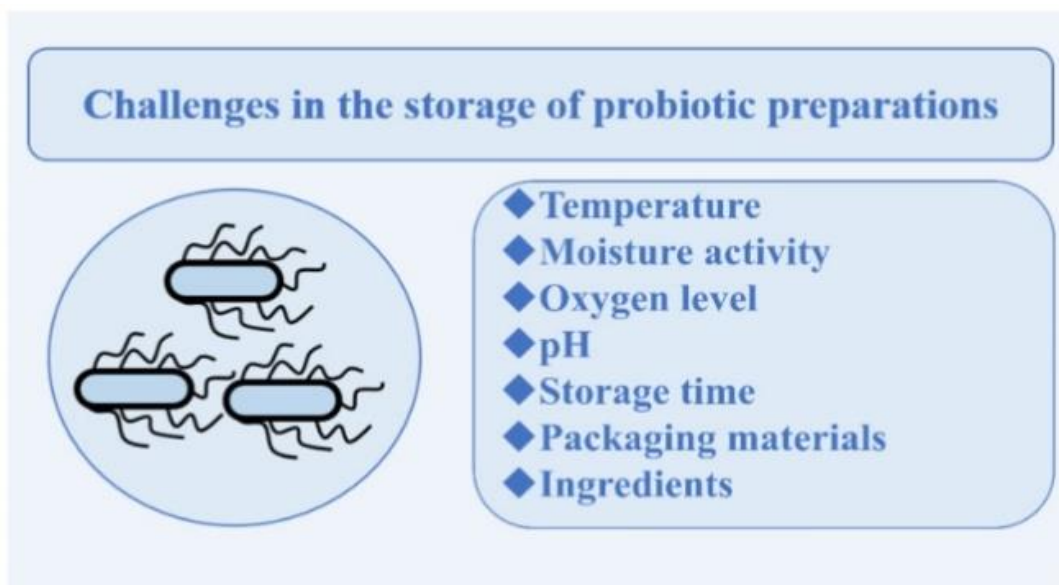 Challenges in the storage of probiotic preparations
◆Temperature
◆Moisture activity
◆Oxygen level
◆pH
◆Storage time
◆Packaging materials
◆Ingredients